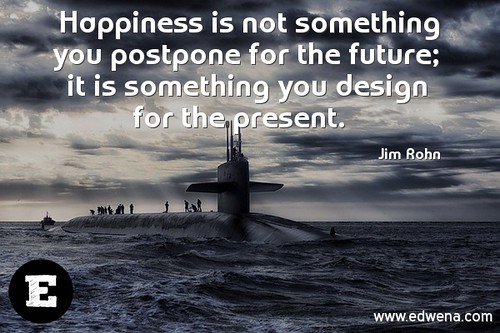 Happiness is not something
you postpone for the future;
it is something you design
for the present.
Jim Rohn
E
www.edwena.com